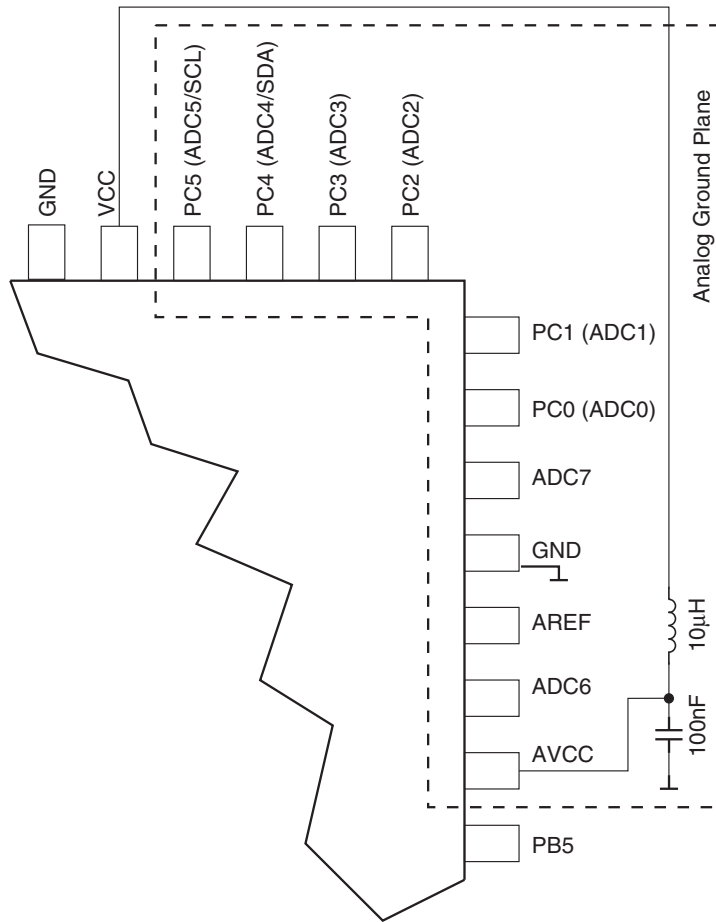 GND
VCC
PC5 (ADC5/SCL)
PC4 (ADC4/SDA)
PC3 (ADC3)
PC2 (ADC2)
Analog Ground Plane
PC1 (ADC1)
PC0 (ADC0)
ADC7
GND
AREF
ADC6
AVCC
PB5
10μH
100nF